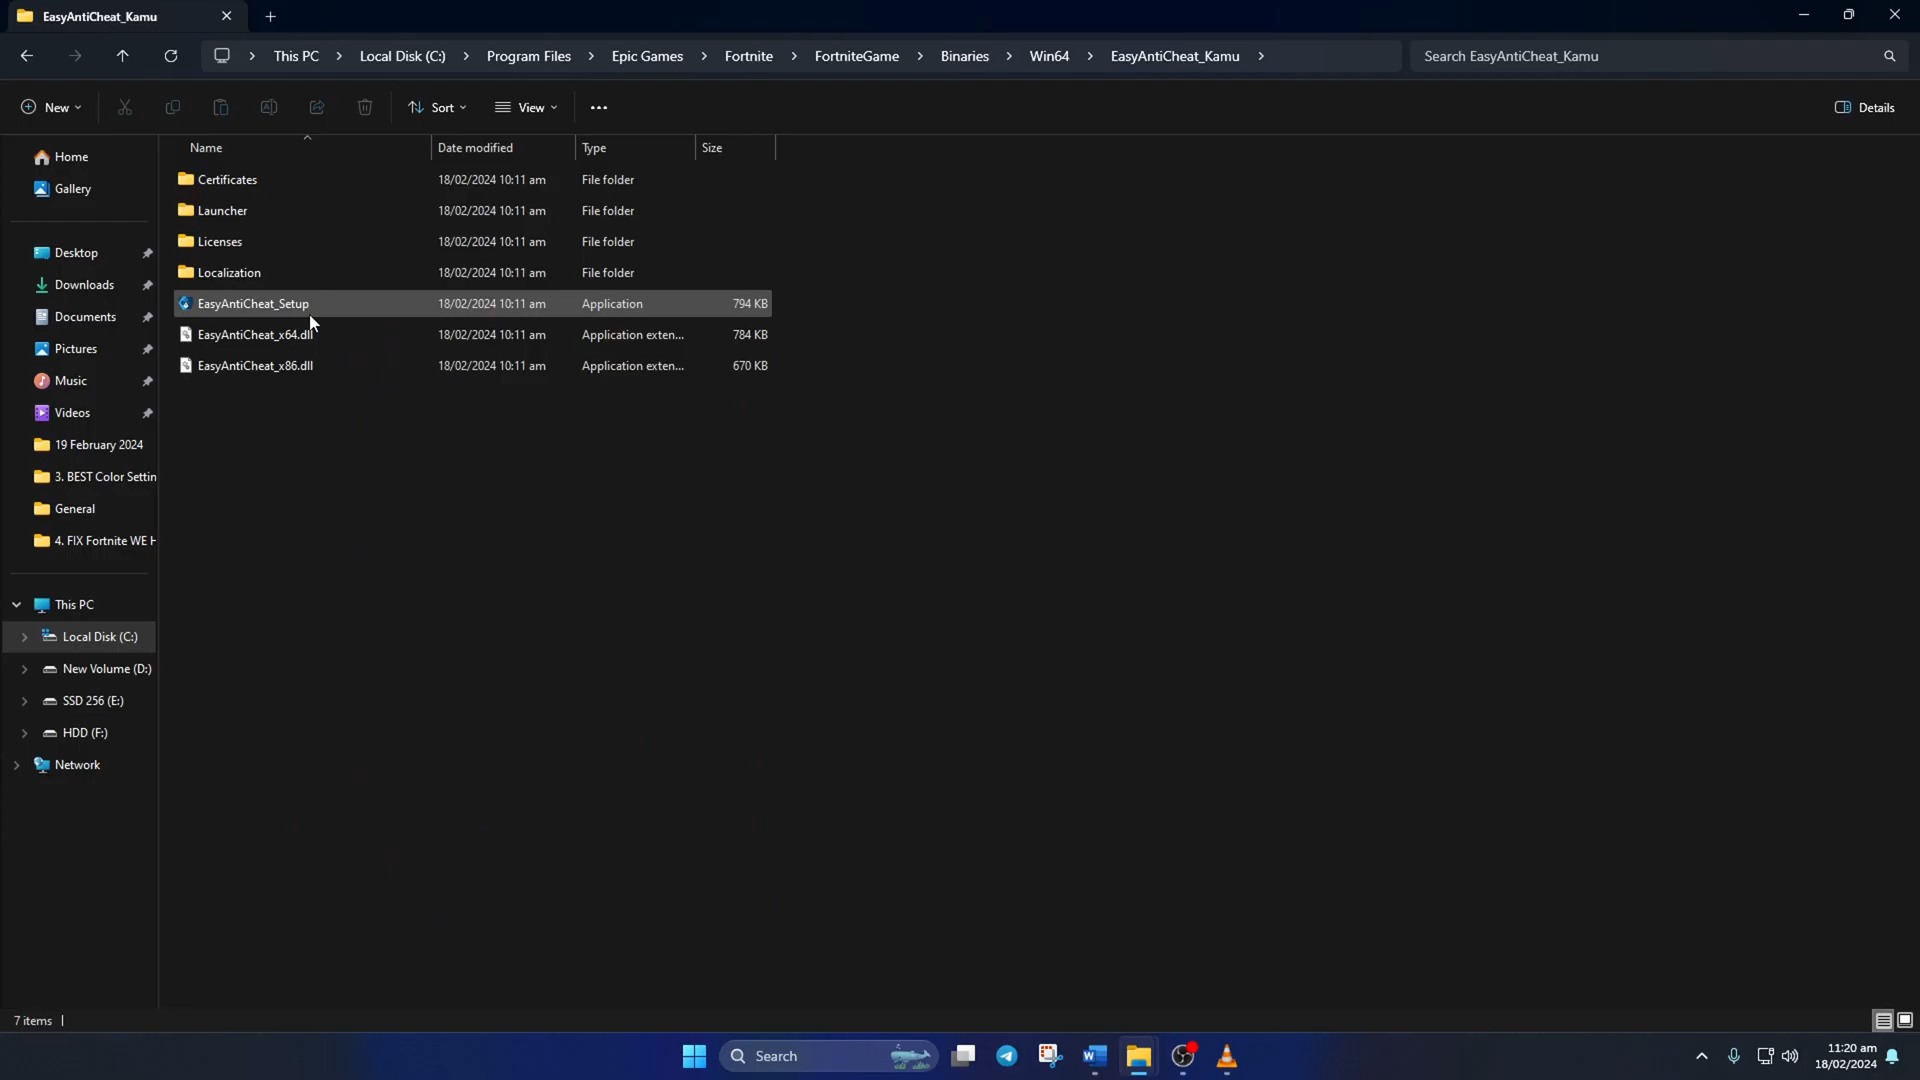 EasyAntiCheat_Kamu
This PC > Local Disk (C:) > Program Files > Epic Games > Fortnite > FortniteGame > Binaries > Win64 > EasyAntiCheat_Kamu >
Search EasyAntiCheat_Kamu
New
Sort
View
Details
Name Date modified Type Size
Certificates 18/02/2024 10:11 am File folder
Launcher 18/02/2024 10:11 am File folder
Licenses 18/02/2024 10:11 am File folder
Localization 18/02/2024 10:11 am File folder
EasyAntiCheat_Setup 18/02/2024 10:11 am Application 794 KB
EasyAntiCheat_x64.dll 18/02/2024 10:11 am Application exten... 784 KB
EasyAntiCheat_x86.dll 18/02/2024 10:11 am Application exten... 670 KB
Home
Gallery
Desktop
Downloads
Documents
Pictures
Music
Videos
19 February 2024
3. BEST Color Settin
General
4. FIX Fortnite WE H
This PC
Local Disk (C:)
New Volume (D:)
SSD 256 (E:)
HDD (F:)
Network
7 items
Search
11:20 am
18/02/2024